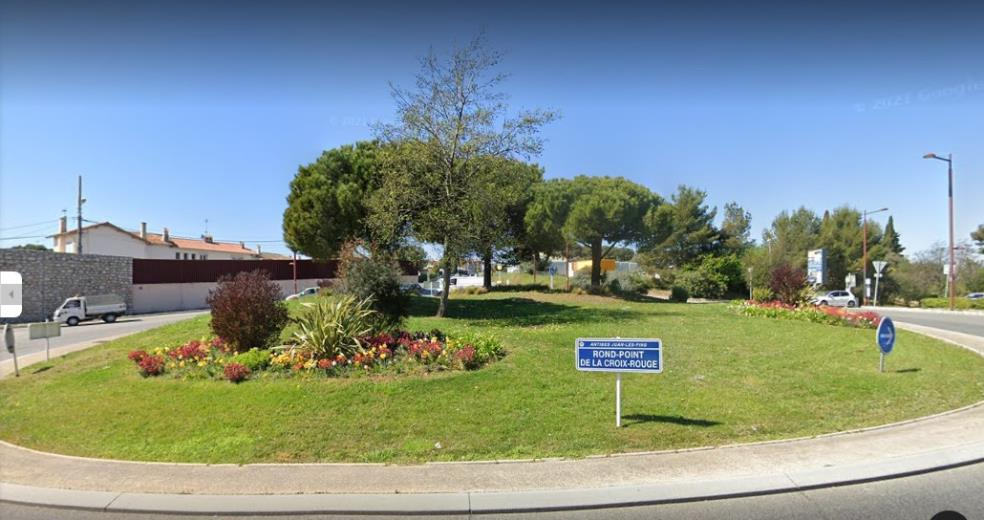 © 2021 Google
ANTIBES JUAN-LES-PINS
ROND-POINT
DE LA CROIX-ROUGE